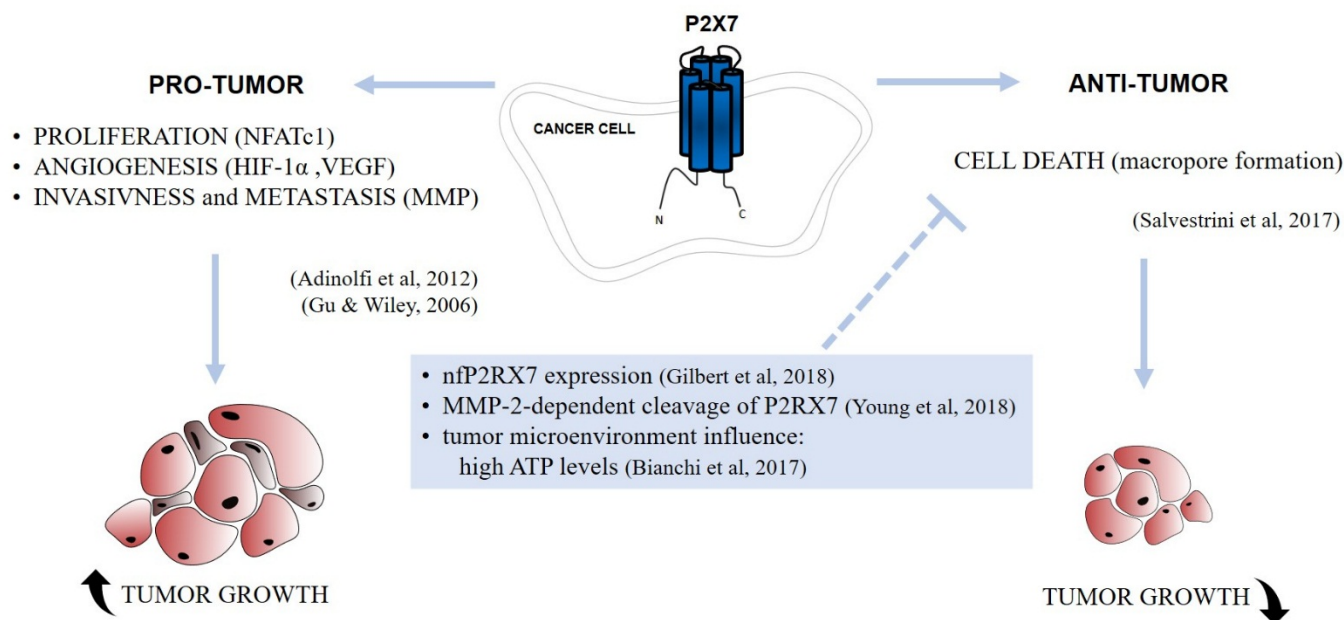 P2X7
PRO-TUMOR
ANTI-TUMOR
CANCER CELL
• PROLIFERATION (NFATc1)
• ANGIOGENESIS (HIF-1α ,VEGF)
• INVASIVNESS and METASTASIS (MMP)
CELL DEATH (macropore formation)
N
C
(Salvestrini et al, 2017)
(Adinolfi et al, 2012)
(Gu & Wiley, 2006)
• nfP2RX7 expression (Gilbert et al, 2018)
• MMP-2-dependent cleavage of P2RX7 (Young et al, 2018)
• tumor microenvironment influence:
high ATP levels (Bianchi et al, 2017)
TUMOR GROWTH
TUMOR GROWTH